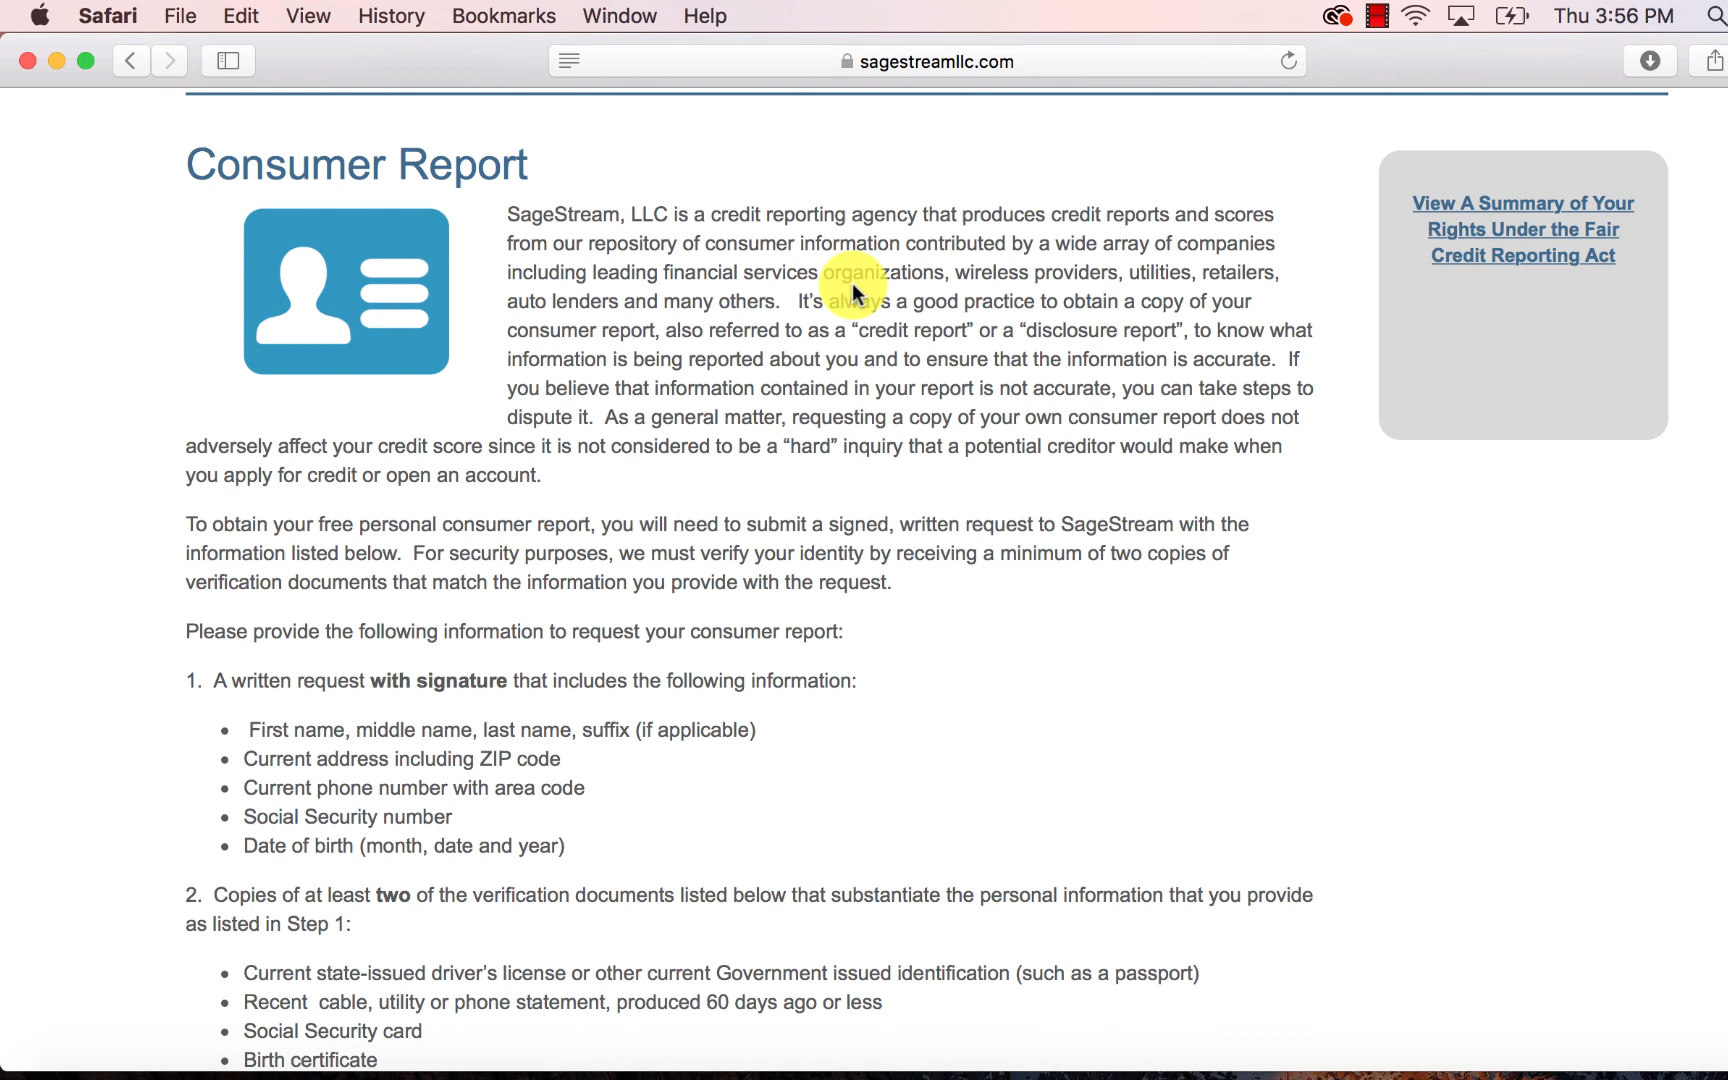 Safari File Edit View History Bookmarks Window Help Thu 3:56 PM
sagestreamllc.com
Consumer Report
SageStream, LLC is a credit reporting agency that produces credit reports and scores
from our repository of consumer information contributed by a wide array of companies
including leading financial services organizations, wireless providers, utilities, retailers,
auto lenders and many others. It's always a good practice to obtain a copy of your
consumer report, also referred to as a “credit report” or a “disclosure report”, to know what
information is being reported about you and to ensure that the information is accurate. If
you believe that information contained in your report is not accurate, you can take steps to
dispute it. As a general matter, requesting a copy of your own consumer report does not
adversely affect your credit score since it is not considered to be a “hard” inquiry that a potential creditor would make when
you apply for credit or open an account.
To obtain your free personal consumer report, you will need to submit a signed, written request to SageStream with the
information listed below. For security purposes, we must verify your identity by receiving a minimum of two copies of
verification documents that match the information you provide with the request.
Please provide the following information to request your consumer report:
1. A written request with signature that includes the following information:
• First name, middle name, last name, suffix (if applicable)
• Current address including ZIP code
• Current phone number with area code
• Social Security number
• Date of birth (month, date and year)
2. Copies of at least two of the verification documents listed below that substantiate the personal information that you provide
as listed in Step 1:
• Current state-issued driver's license or other current Government issued identification (such as a passport)
• Recent cable, utility or phone statement, produced 60 days ago or less
• Social Security card
• Birth certificate
View A Summary of Your
Rights Under the Fair
Credit Reporting Act